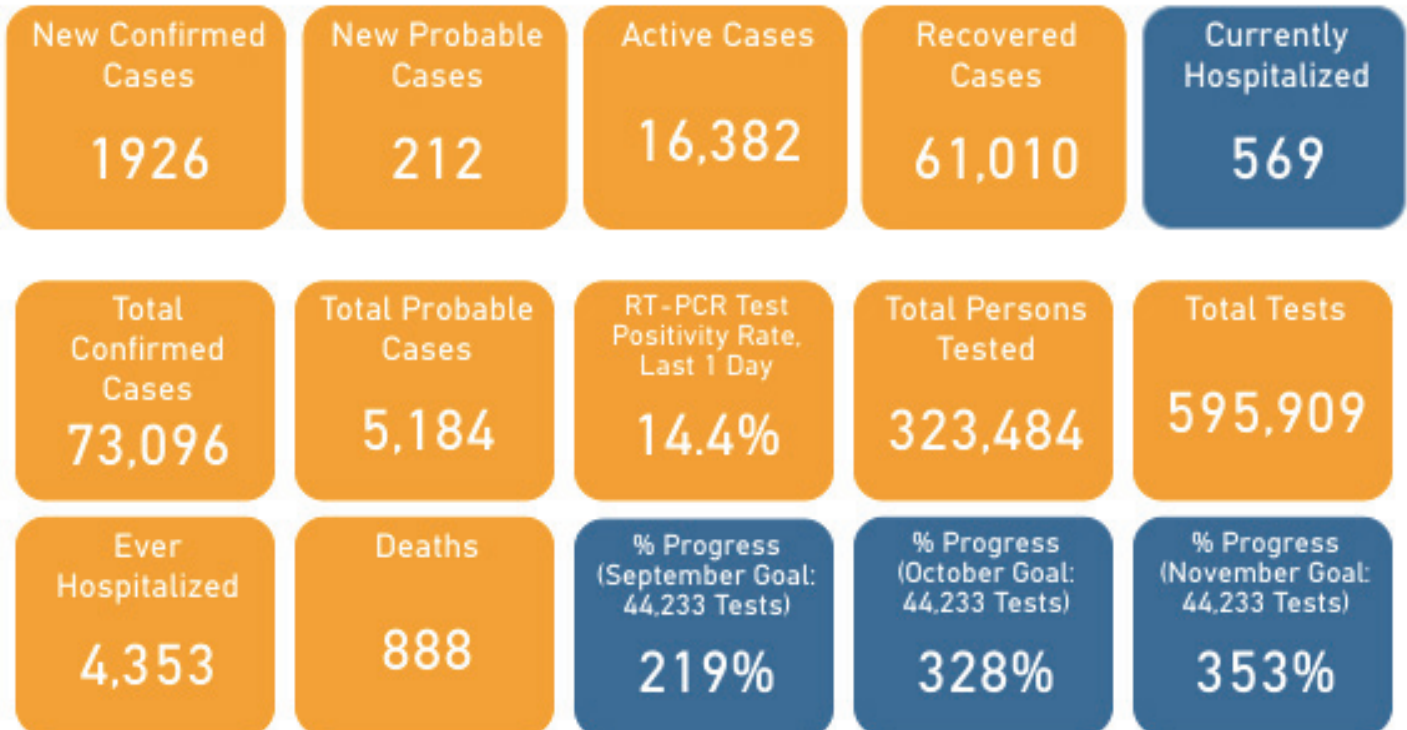 New Confirmed
Cases
1926
New Probable
Cases
212
Active Cases
16,382
Recovered
Cases
61,010
Currently
Hospitalized
569
Total
Confirmed
Cases
73,096
Total Probable
Cases
5,184
RT-PCR Test
Positivity Rate,
Last 1 Day
14.4%
Total Persons
Tested
323,484
Total Tests
595,909
Ever
Hospitalized
4,353
Deaths
888
% Progress
(September Goal:
44,233 Tests)
219%
% Progress
(October Goal:
44,233 Tests)
328%
% Progress
(November Goal:
44,233 Tests)
353%